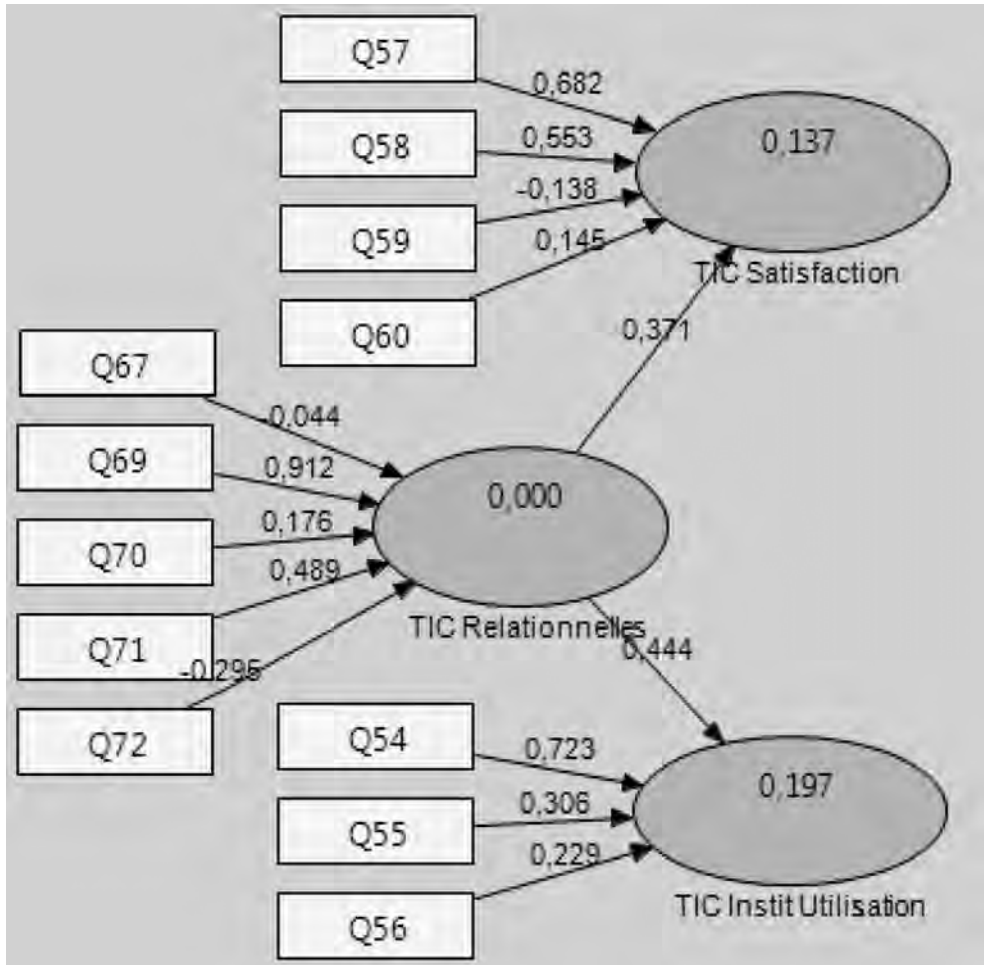 Q57
0,682
Q58
0,553
0,137
Q59
-0,138
0,145
Q60
TIC Satisfaction
0,371
Q67
-0,044
Q69
0,912
0,000
Q70
0,176
0,489
Q71
TIC Relationnelles
-0,295
0,444
Q72
Q54
0,723
0,197
Q55
0,306
0,229
Q56
TIC Instit Utilisation